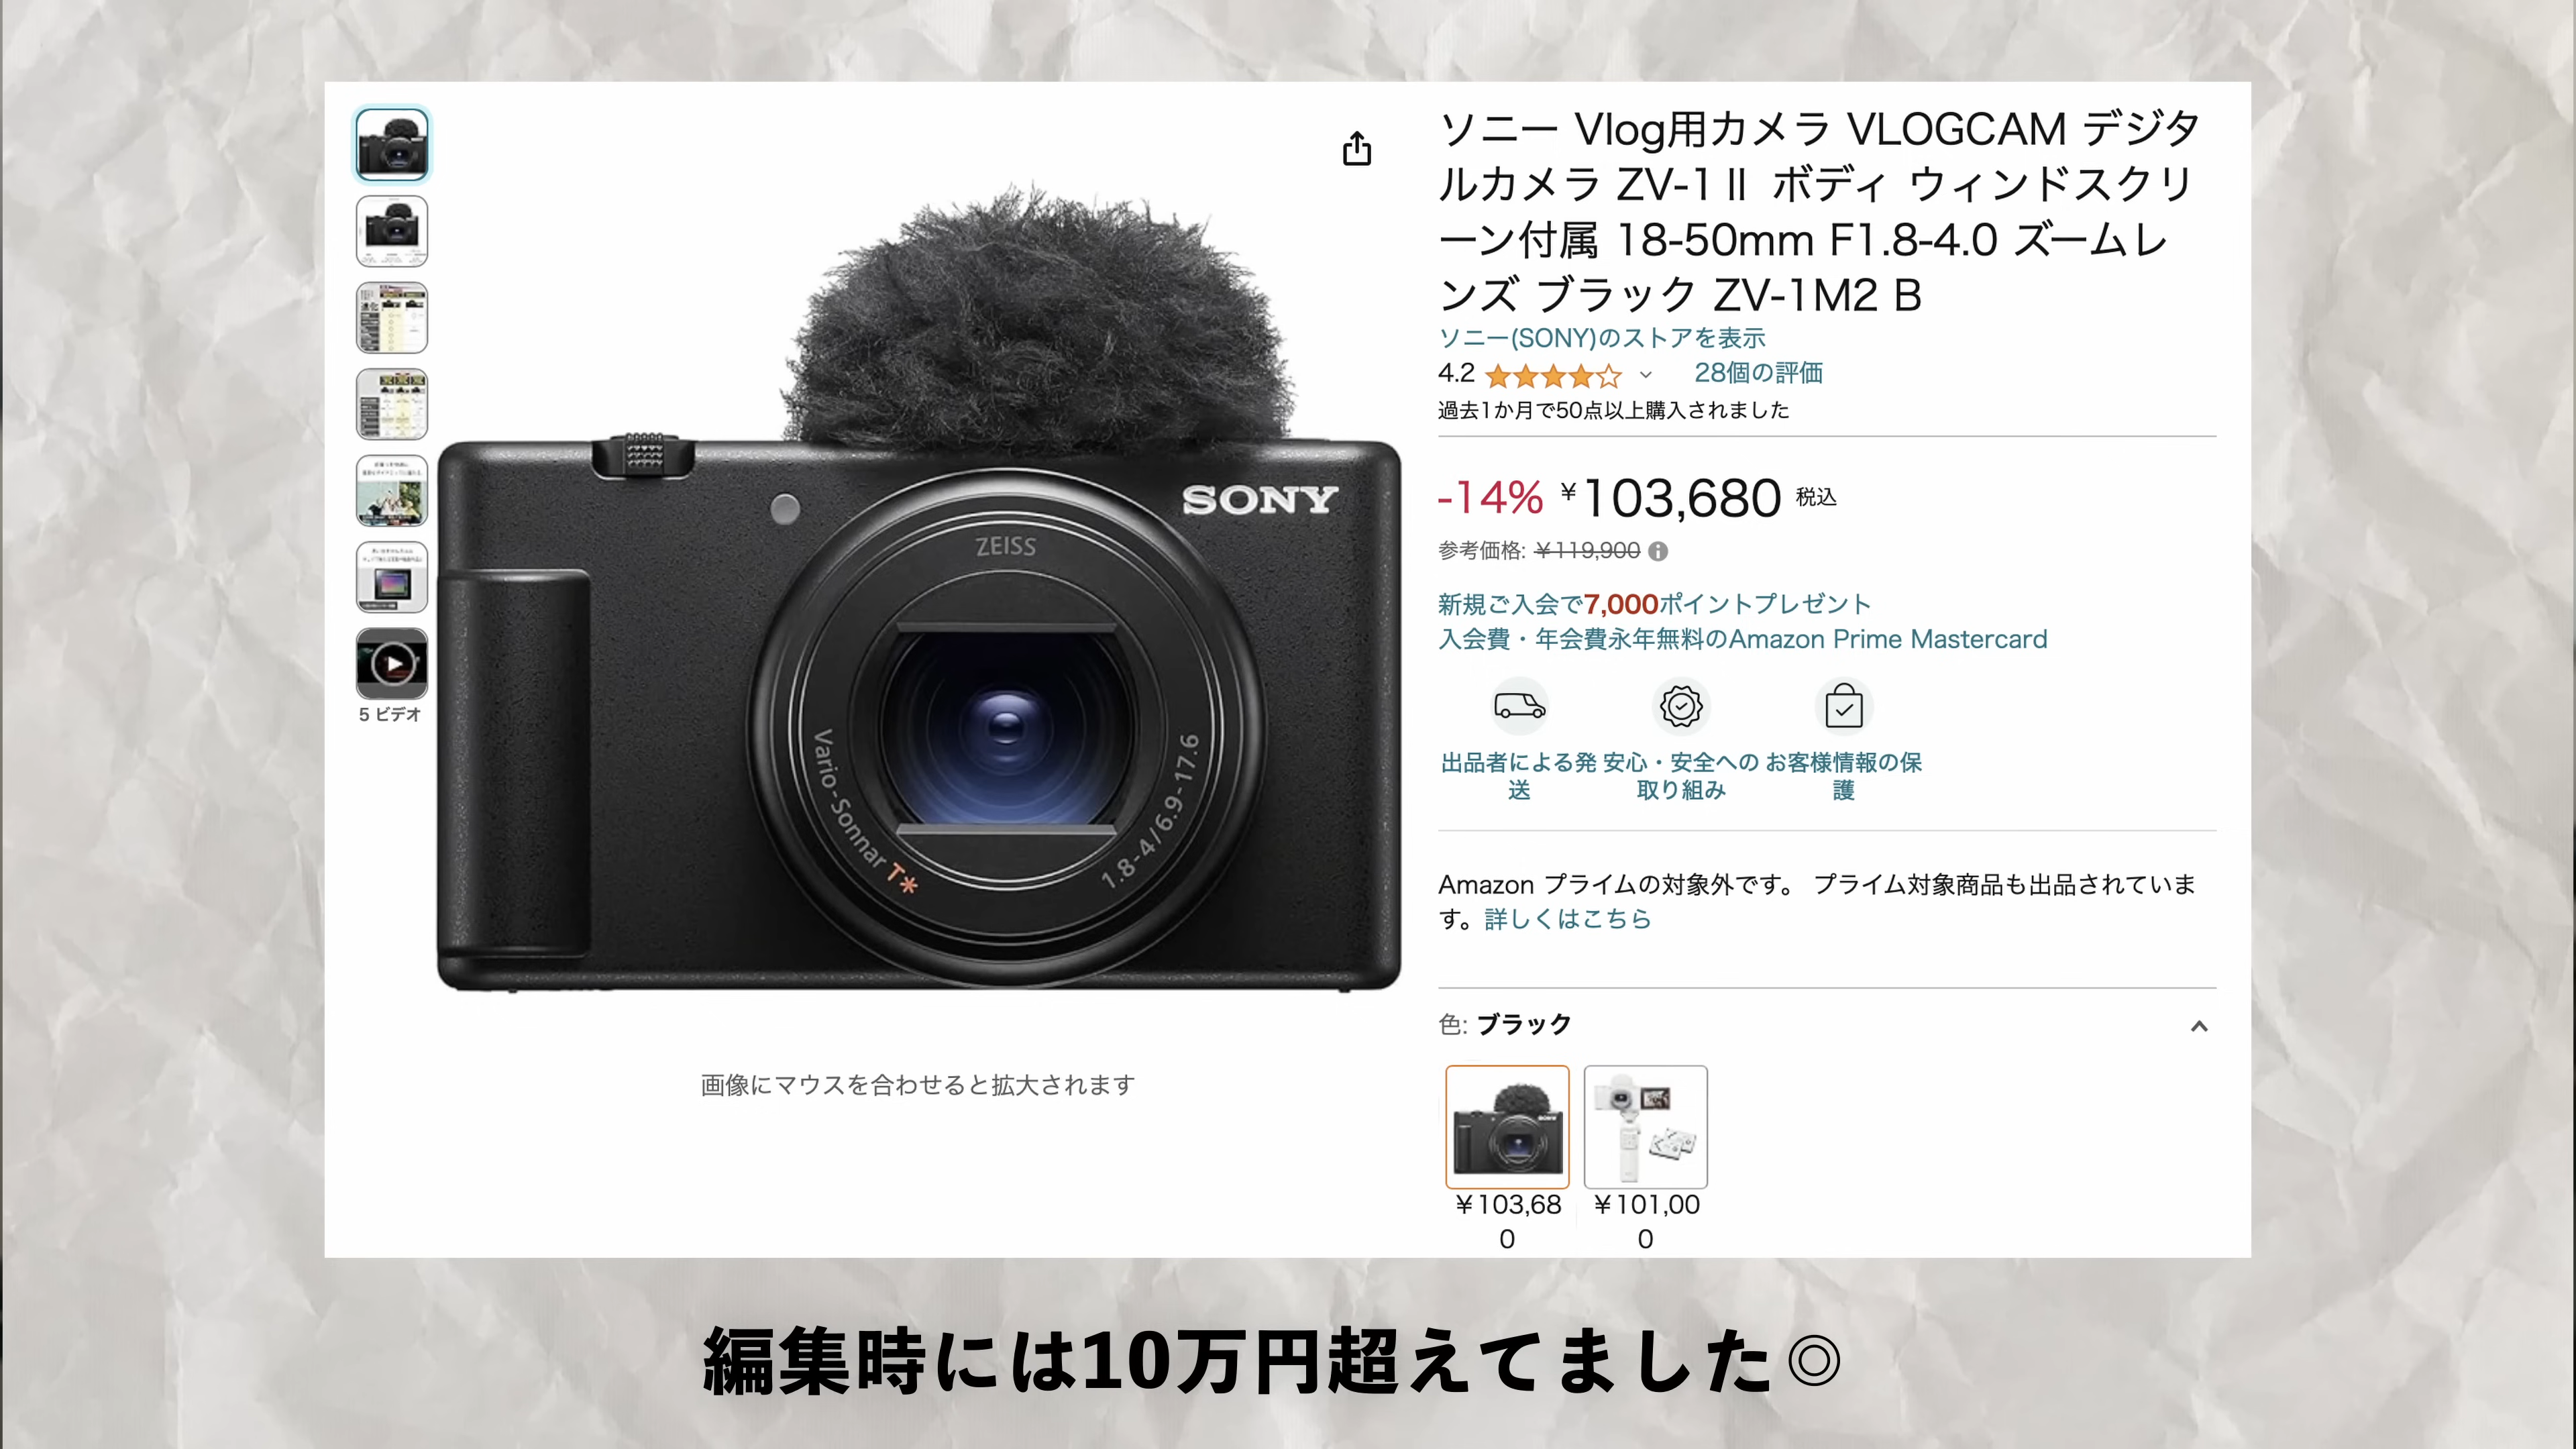 ソニー Vlog用カメラ VLOGCAM デジタ
ルカメラ ZV-1 II ボディ ウィンドスクリ
ーン付属 18-50mm F1.8-4.0 ズームレ
ンズ ブラック ZV-1M2 B
ソニー(SONY)のストアを表示
4.2 28個の評価
過去1か月で50点以上購入されました
-14% ¥103,680 税込
参考価格: ¥119,900
新規ご入会で7,000ポイントプレゼント
入会費・年会費永年無料のAmazon Prime Mastercard
出品者による発
送
安心・安全への
取り組み
お客様情報の保
護
Amazon プライムの対象外です。 プライム対象商品も出品されていま
す。詳しくはこちら
色: ブラック
¥103,68
0
¥101,00
0
5 ビデオ
SONY
ZEISS
Vario-Sonnar T*
1.8-4/6.9-17.6
画像にマウスを合わせると拡大されます
編集時には10万円超えてました◎